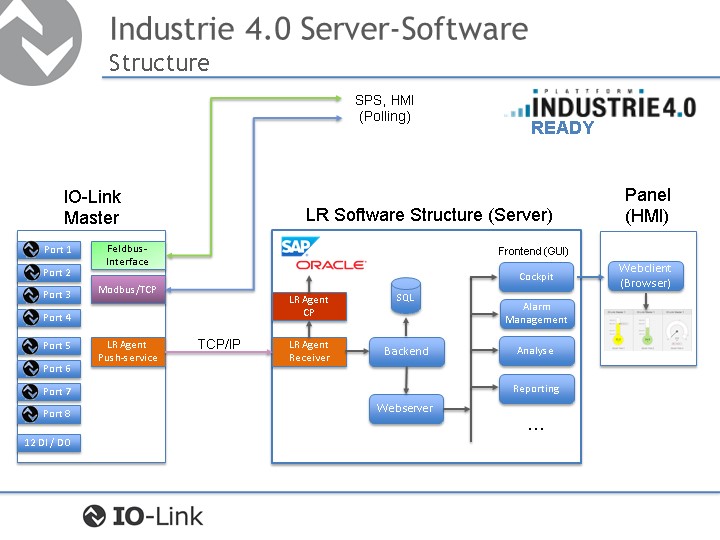 Industrie 4.0 Server-Software
Structure
SPS, HMI
(Polling)
PLATTFORM
INDUSTRIE4.0
READY
IO-Link
Master
LR Software Structure (Server)
Panel
(HMI)
Port 1
Port 2
Port 3
Port 4
Port 5
Port 6
Port 7
Port 8
12 DI / DO
Feldbus-
Interface
Modbus/TCP
LR Agent
Push-service
TCP/IP
SAP
ORACLE
LR Agent
CP
LR Agent
Receiver
SQL
Backend
Webserver
Frontend (GUI)
Cockpit
Alarm
Management
Analyse
Reporting
...
Webclient
(Browser)
IO-Link